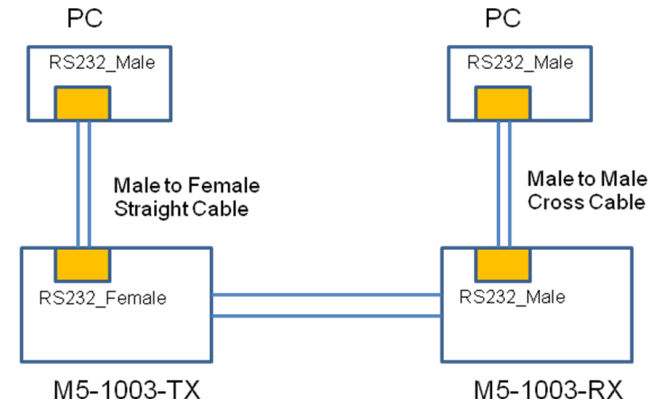 PC
PC
RS232_Male
RS232_Male
Male to Female
Straight Cable
Male to Male
Cross Cable
RS232_Female
RS232_Male
M5-1003-TX
M5-1003-RX